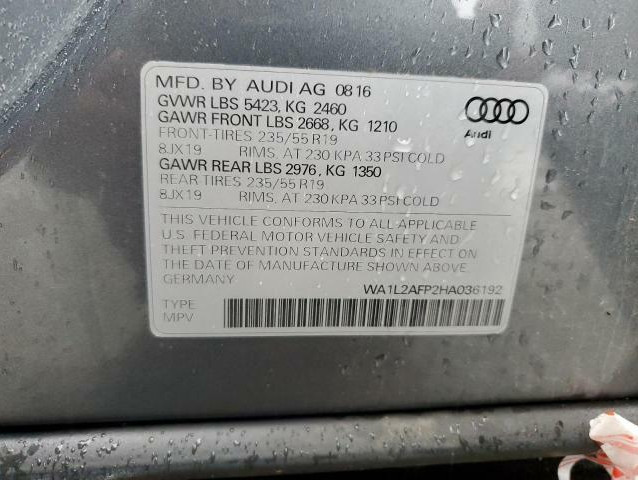 MFD. BY AUDI AG 0816
GVWR LBS 5423, KG 2460
GAWR FRONT LBS 2668, KG 1210
FRONT-TIRES 235/55 R19
8JX19 RIMS, AT 230 KPA 33 PSI COLD
GAWR REAR LBS 2976, KG 1350
REAR TIRES 235/55 R19
8JX19 RIMS, AT 230 KPA 33 PSI COLD
Audi
THIS VEHICLE CONFORMS TO ALL APPLICABLE
U.S. FEDERAL MOTOR VEHICLE SAFETY AND
THEFT PREVENTION STANDARDS IN EFFECT ON
THE DATE OF MANUFACTURE SHOWN ABOVE
GERMANY
WA1L2AFP2HA036192
TYPE
MPV